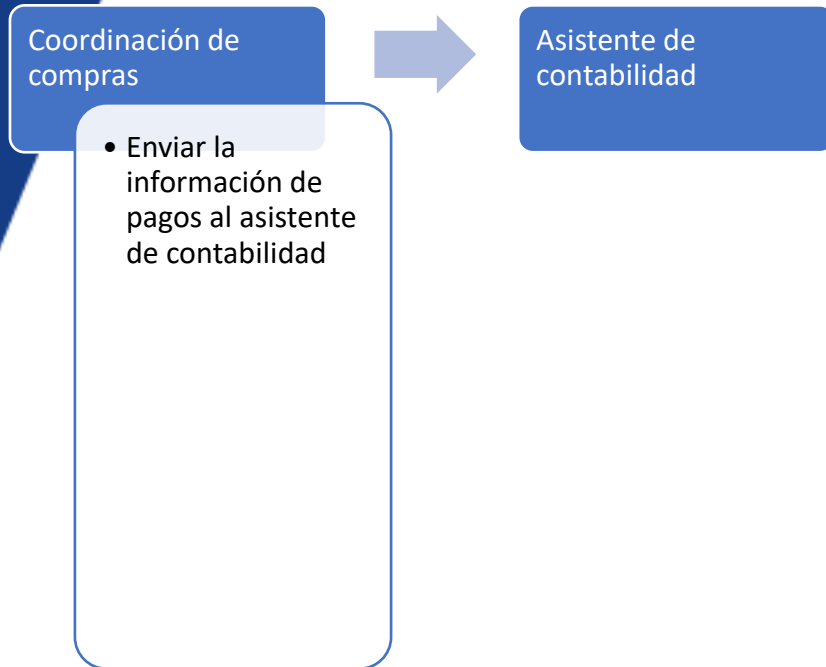 Coordinación de
compras
Asistente de
contabilidad
• Enviar la
información de
pagos al asistente
de contabilidad